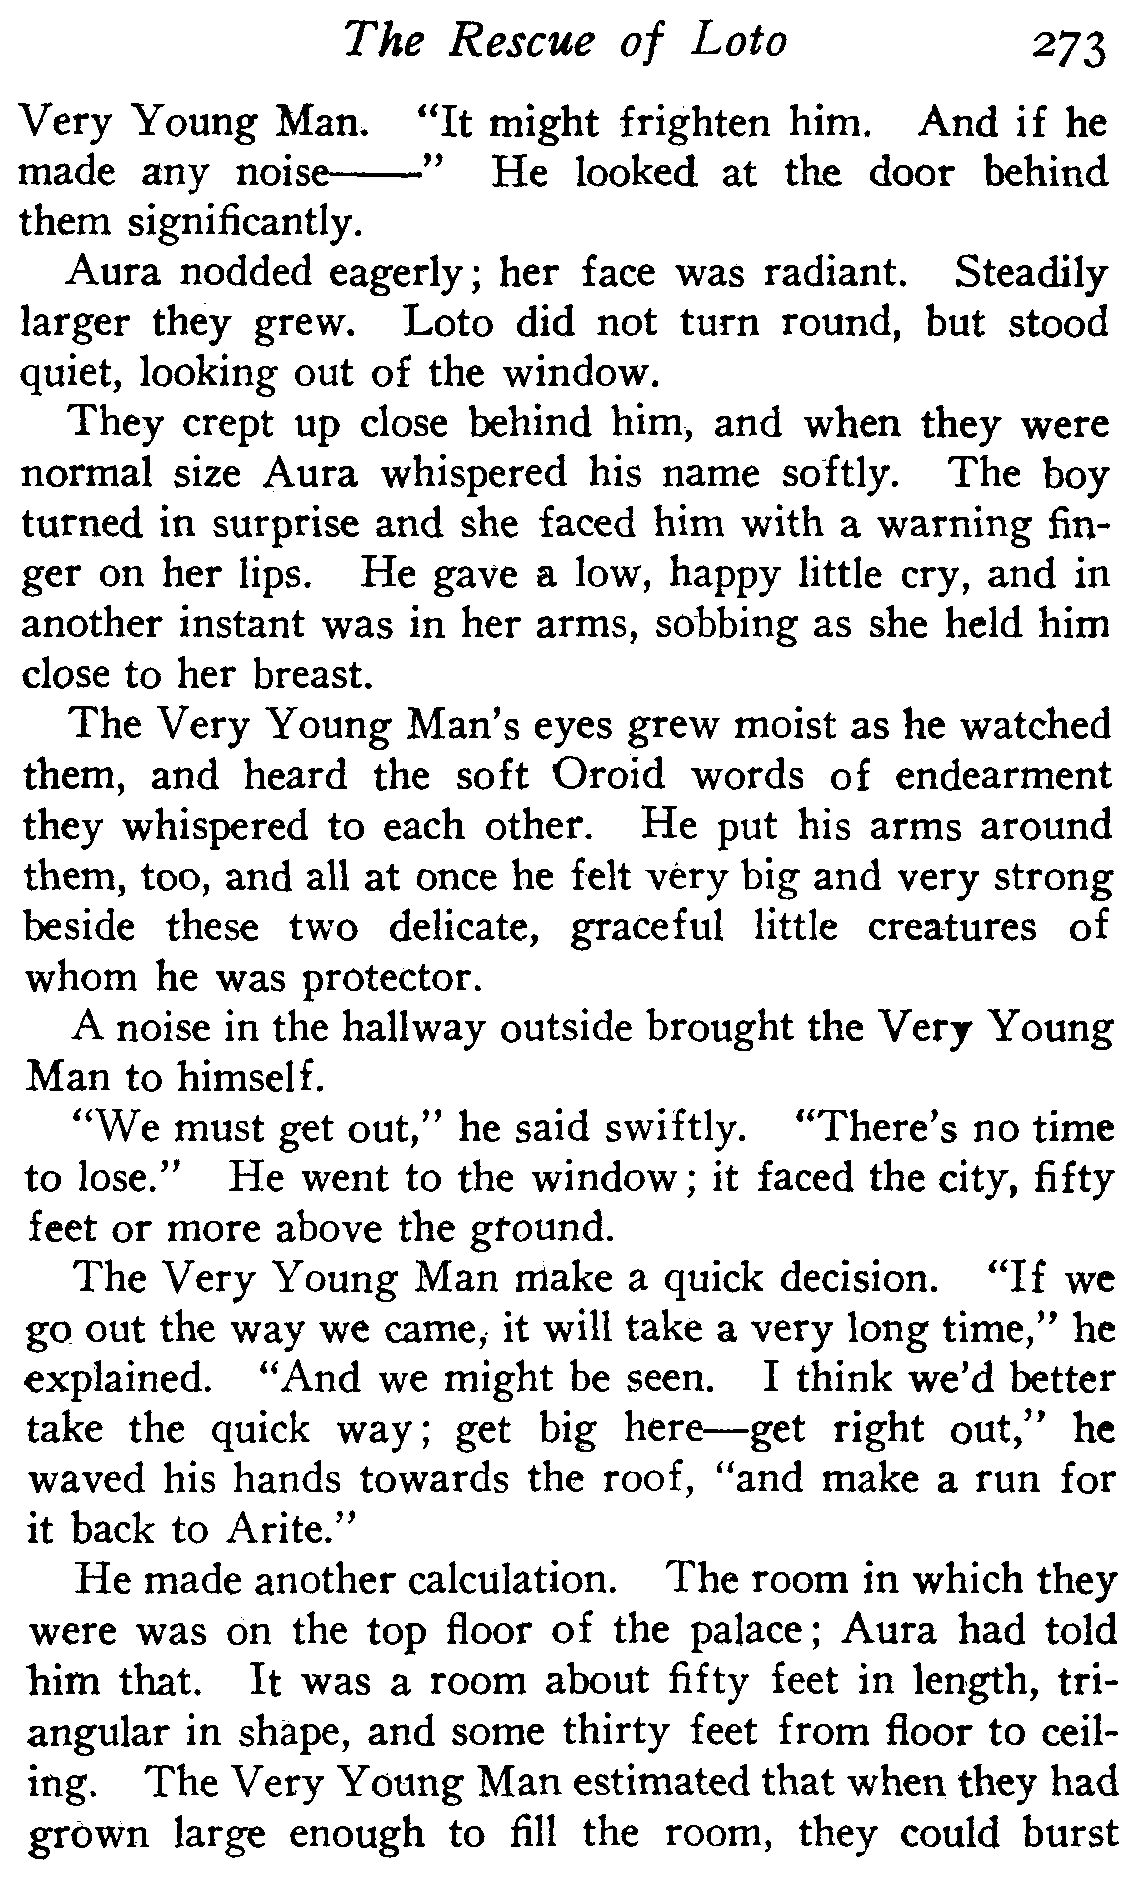 The Rescue of Loto 273
Very Young Man. "It might frighten him. And if he
made any noise——" He looked at the door behind
them significantly.
Aura nodded eagerly; her face was radiant. Steadily
larger they grew. Loto did not turn round, but stood
quiet, looking out of the window.
They crept up close behind him, and when they were
normal size Aura whispered his name softly. The boy
turned in surprise and she faced him with a warning fin-
ger on her lips. He gave a low, happy little cry, and in
another instant was in her arms, sobbing as she held him
close to her breast.
The Very Young Man's eyes grew moist as he watched
them, and heard the soft Oroid words of endearment
they whispered to each other. He put his arms around
them, too, and all at once he felt very big and very strong
beside these two delicate, graceful little creatures of
whom he was protector.
A noise in the hallway outside brought the Very Young
Man to himself.
"We must get out," he said swiftly. "There's no time
to lose." He went to the window; it faced the city, fifty
feet or more above the ground.
The Very Young Man make a quick decision. "If we
go out the way we came, it will take a very long time," he
explained. "And we might be seen. I think we'd better
take the quick way; get big here—get right out," he
waved his hands towards the roof, "and make a run for
it back to Arite."
He made another calculation. The room in which they
were was on the top floor of the palace; Aura had told
him that. It was a room about fifty feet in length, tri-
angular in shape, and some thirty feet from floor to ceil-
ing. The Very Young Man estimated that when they had
grown large enough to fill the room, they could burst